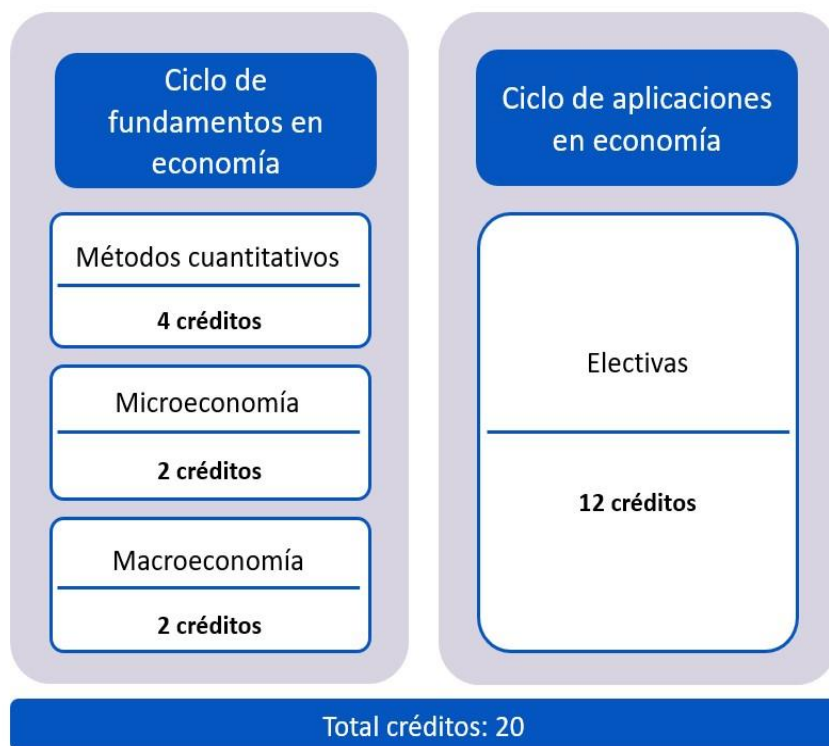 Ciclo de
fundamentos en
economía
Métodos cuantitativos
4 créditos
Microeconomía
2 créditos
Macroeconomía
2 créditos
Ciclo de aplicaciones
en economía
Electivas
12 créditos
Total créditos: 20